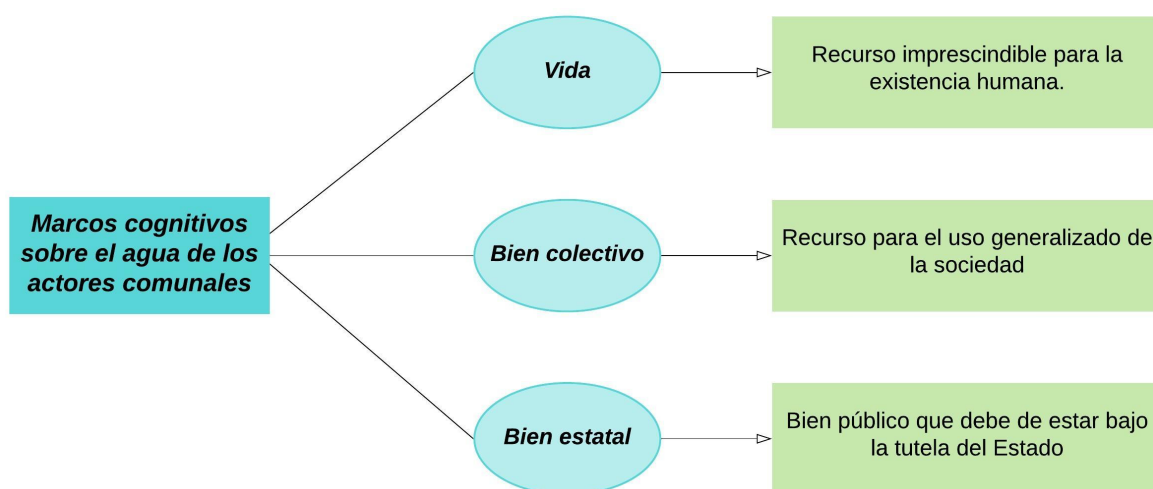 Marcos cognitivos
sobre el agua de los
actores comunales
Vida
Recurso imprescindible para la
existencia humana.
Bien colectivo
Recurso para el uso generalizado de
la sociedad
Bien estatal
Bien público que debe de estar bajo
la tutela del Estado